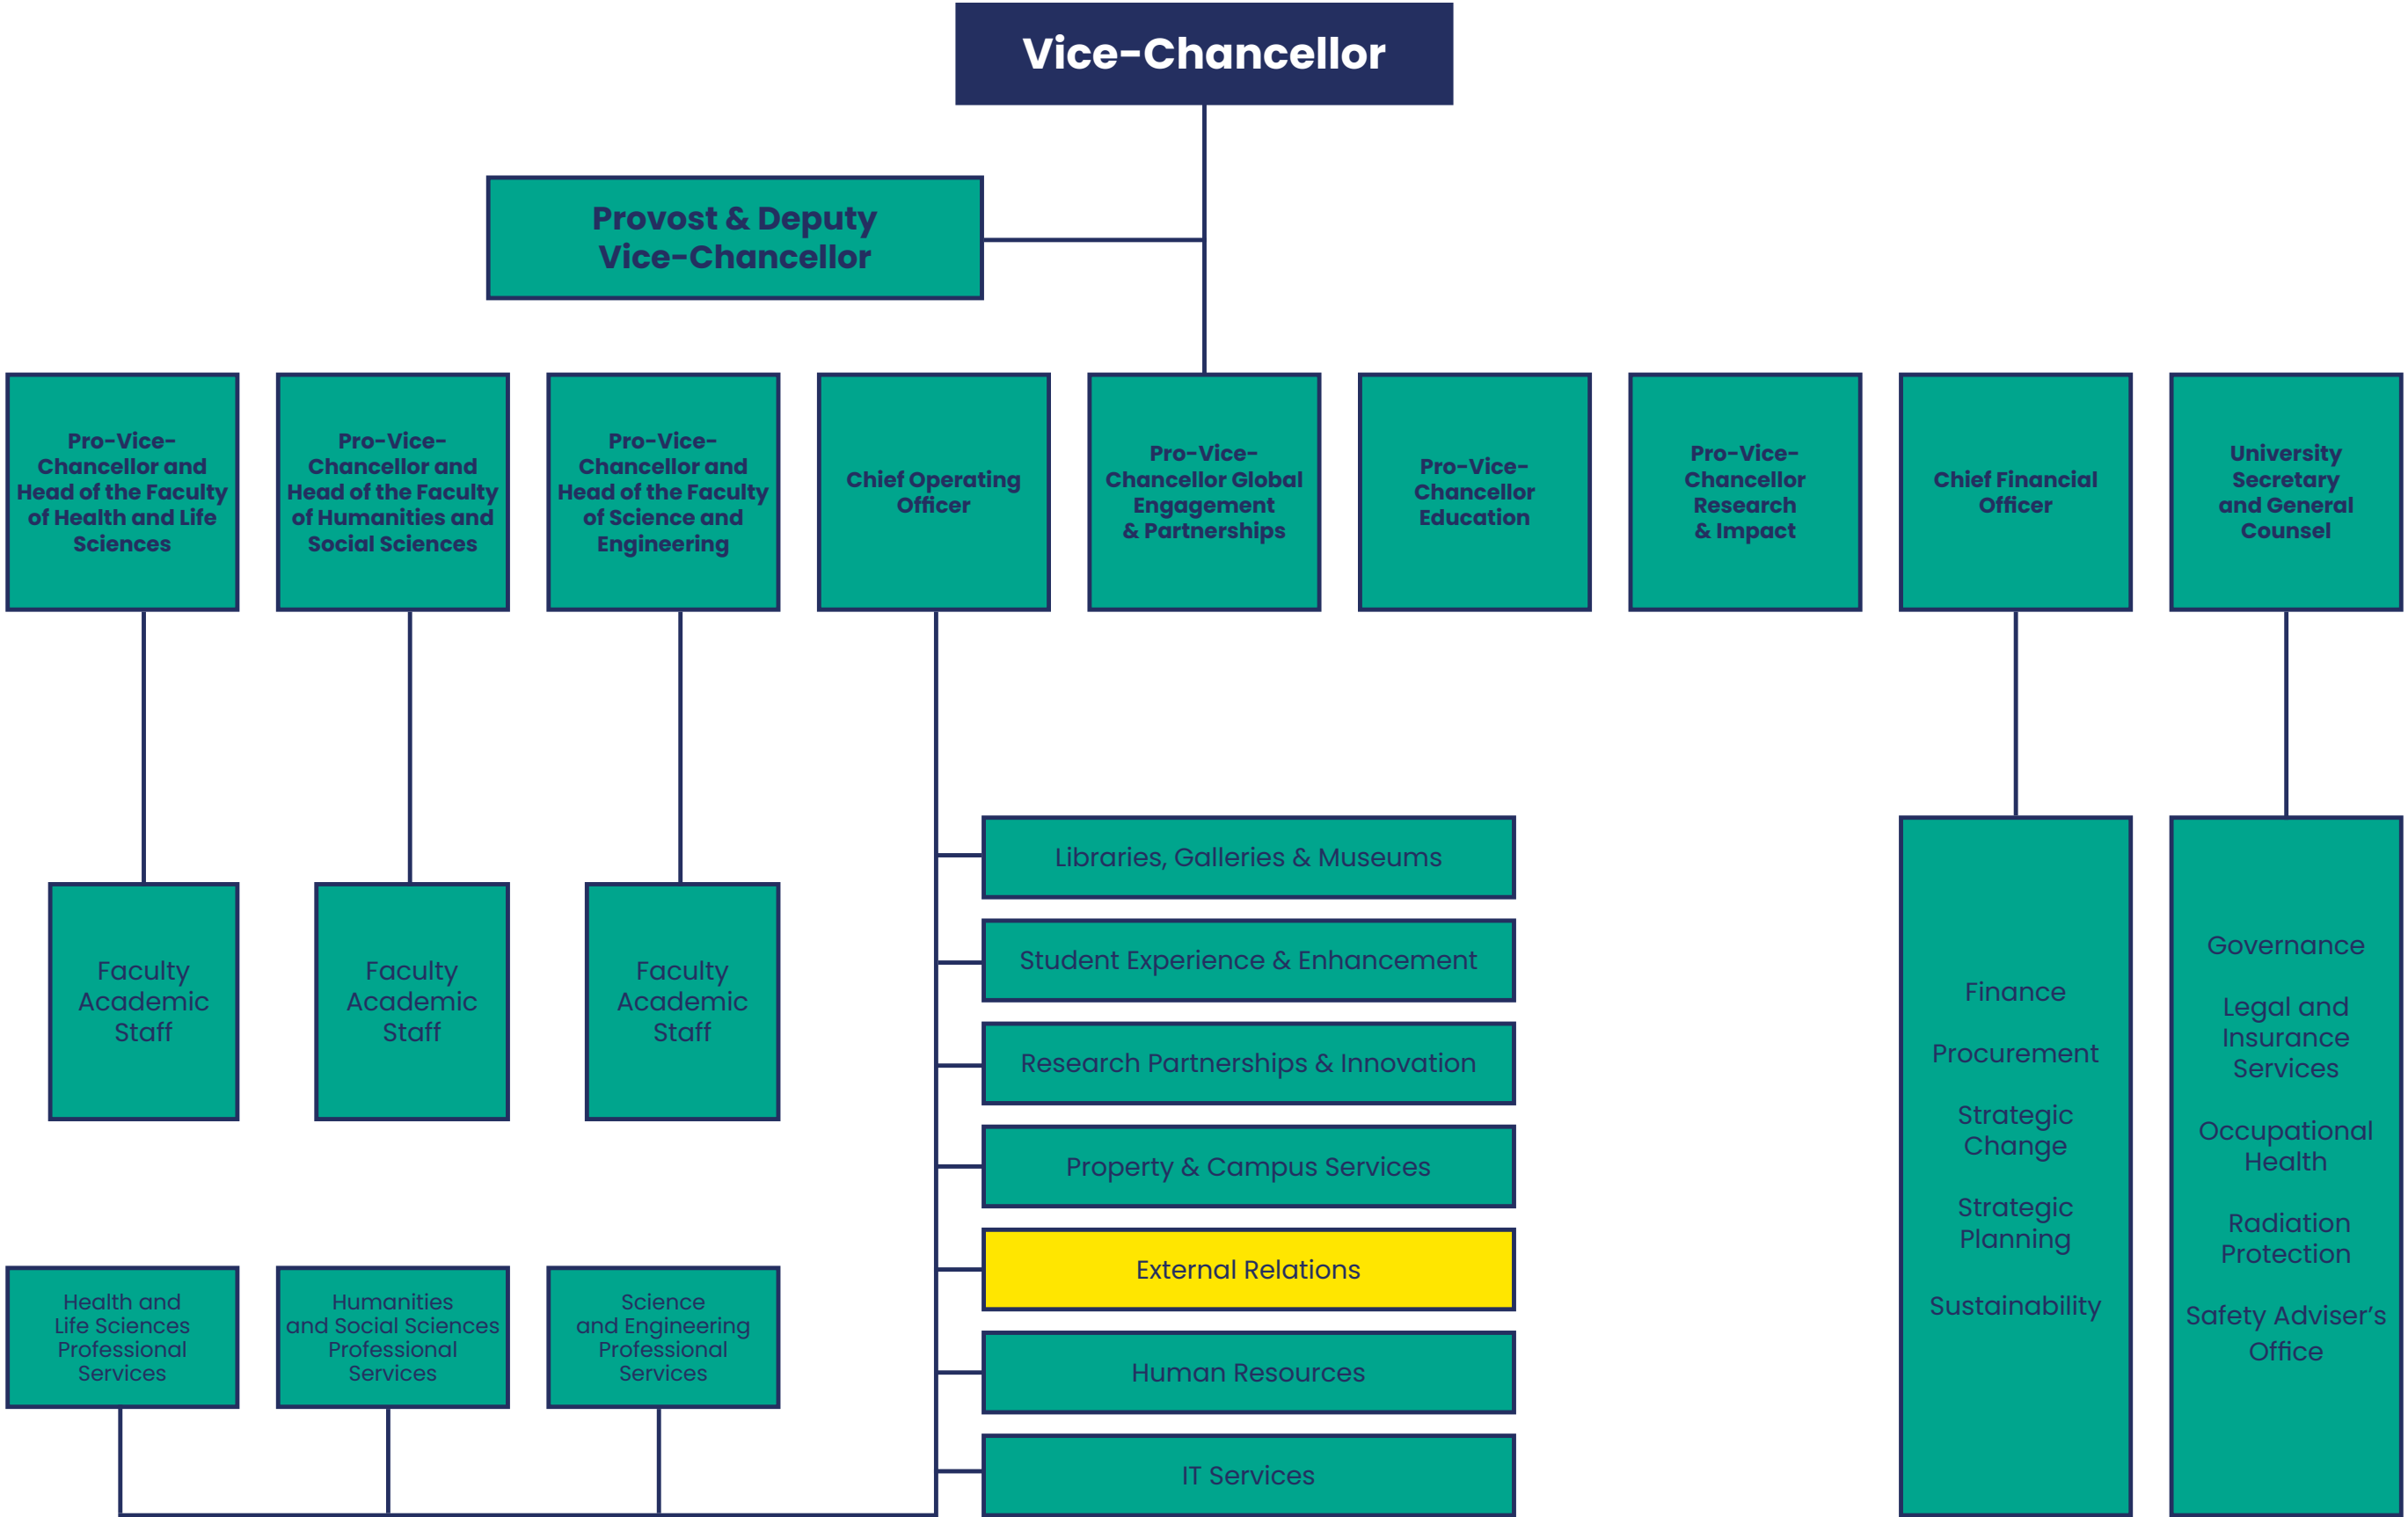 Vice-Chancellor
Provost & Deputy
Vice-Chancellor
Pro-Vice-
Chancellor and
Head of the Faculty
of Health and Life
Sciences
Pro-Vice-
Chancellor and
Head of the Faculty
of Humanities and
Social Sciences
Pro-Vice-
Chancellor and
Head of the Faculty
of Science and
Engineering
Chief Operating
Officer
Pro-Vice-
Chancellor Global
Engagement
& Partnerships
Pro-Vice-
Chancellor
Education
Pro-Vice-
Chancellor
Research
& Impact
Chief Financial
Officer
University
Secretary
and General
Counsel
Faculty
Academic
Staff
Faculty
Academic
Staff
Faculty
Academic
Staff
Libraries, Galleries & Museums
Student Experience & Enhancement
Research Partnerships & Innovation
Property & Campus Services
External Relations
Human Resources
IT Services
Finance
Procurement
Strategic
Change
Strategic
Planning
Sustainability
Governance
Legal and
Insurance
Services
Occupational
Health
Radiation
Protection
Safety Adviser’s
Office
Health and
Life Sciences
Professional
Services
Humanities
and Social Sciences
Professional
Services
Science
and Engineering
Professional
Services